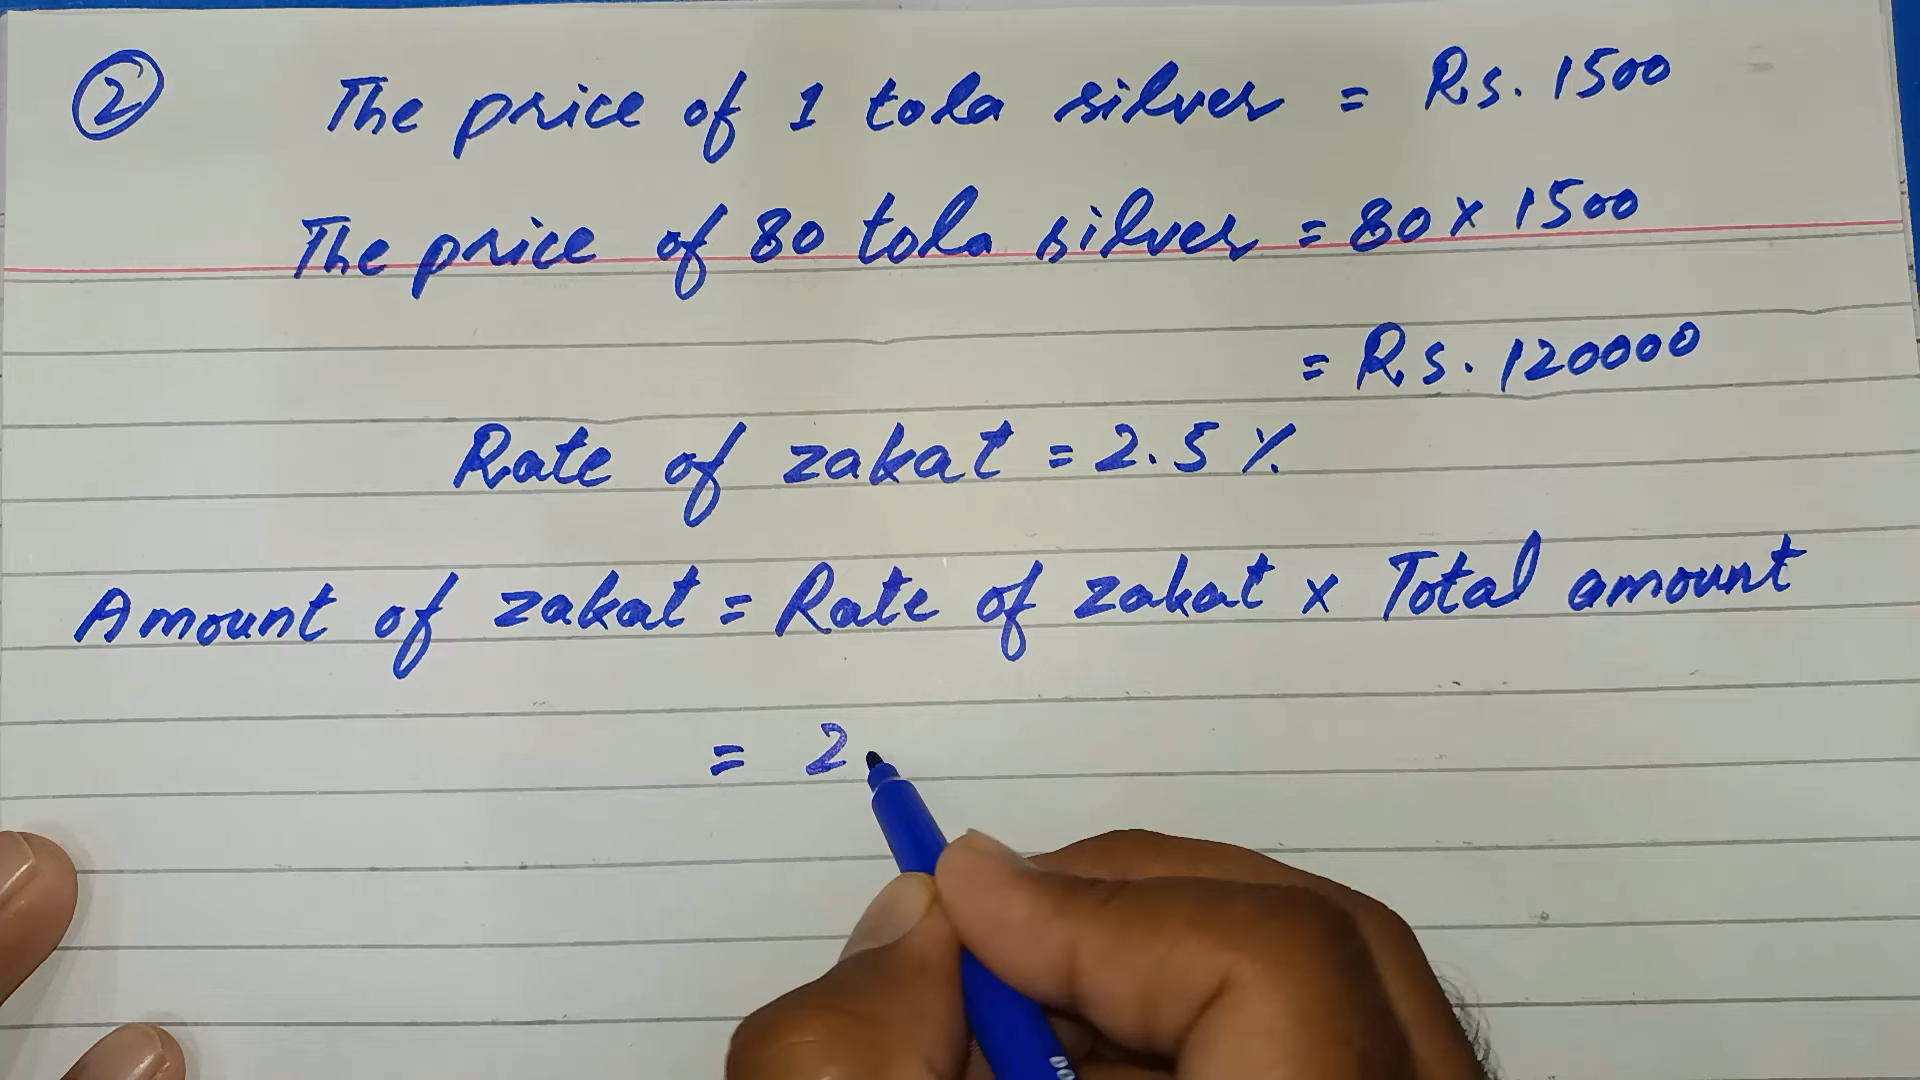 2 The price of 1 tola silver = Rs. 1500
The price of 80 tola silver = 80 x 1500
= Rs. 120000
Rate of zakat = 2.5 %
Amount of zakat = Rate of zakat x Total amount
= 2